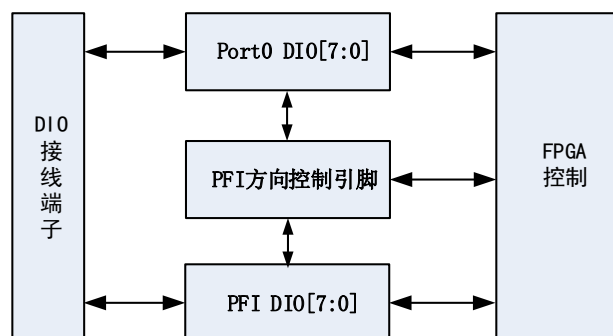 DIO
接
线
端
子
Port0 DIO[7:0]
PFI方向控制引脚
PFI DIO[7:0]
FPGA
控制